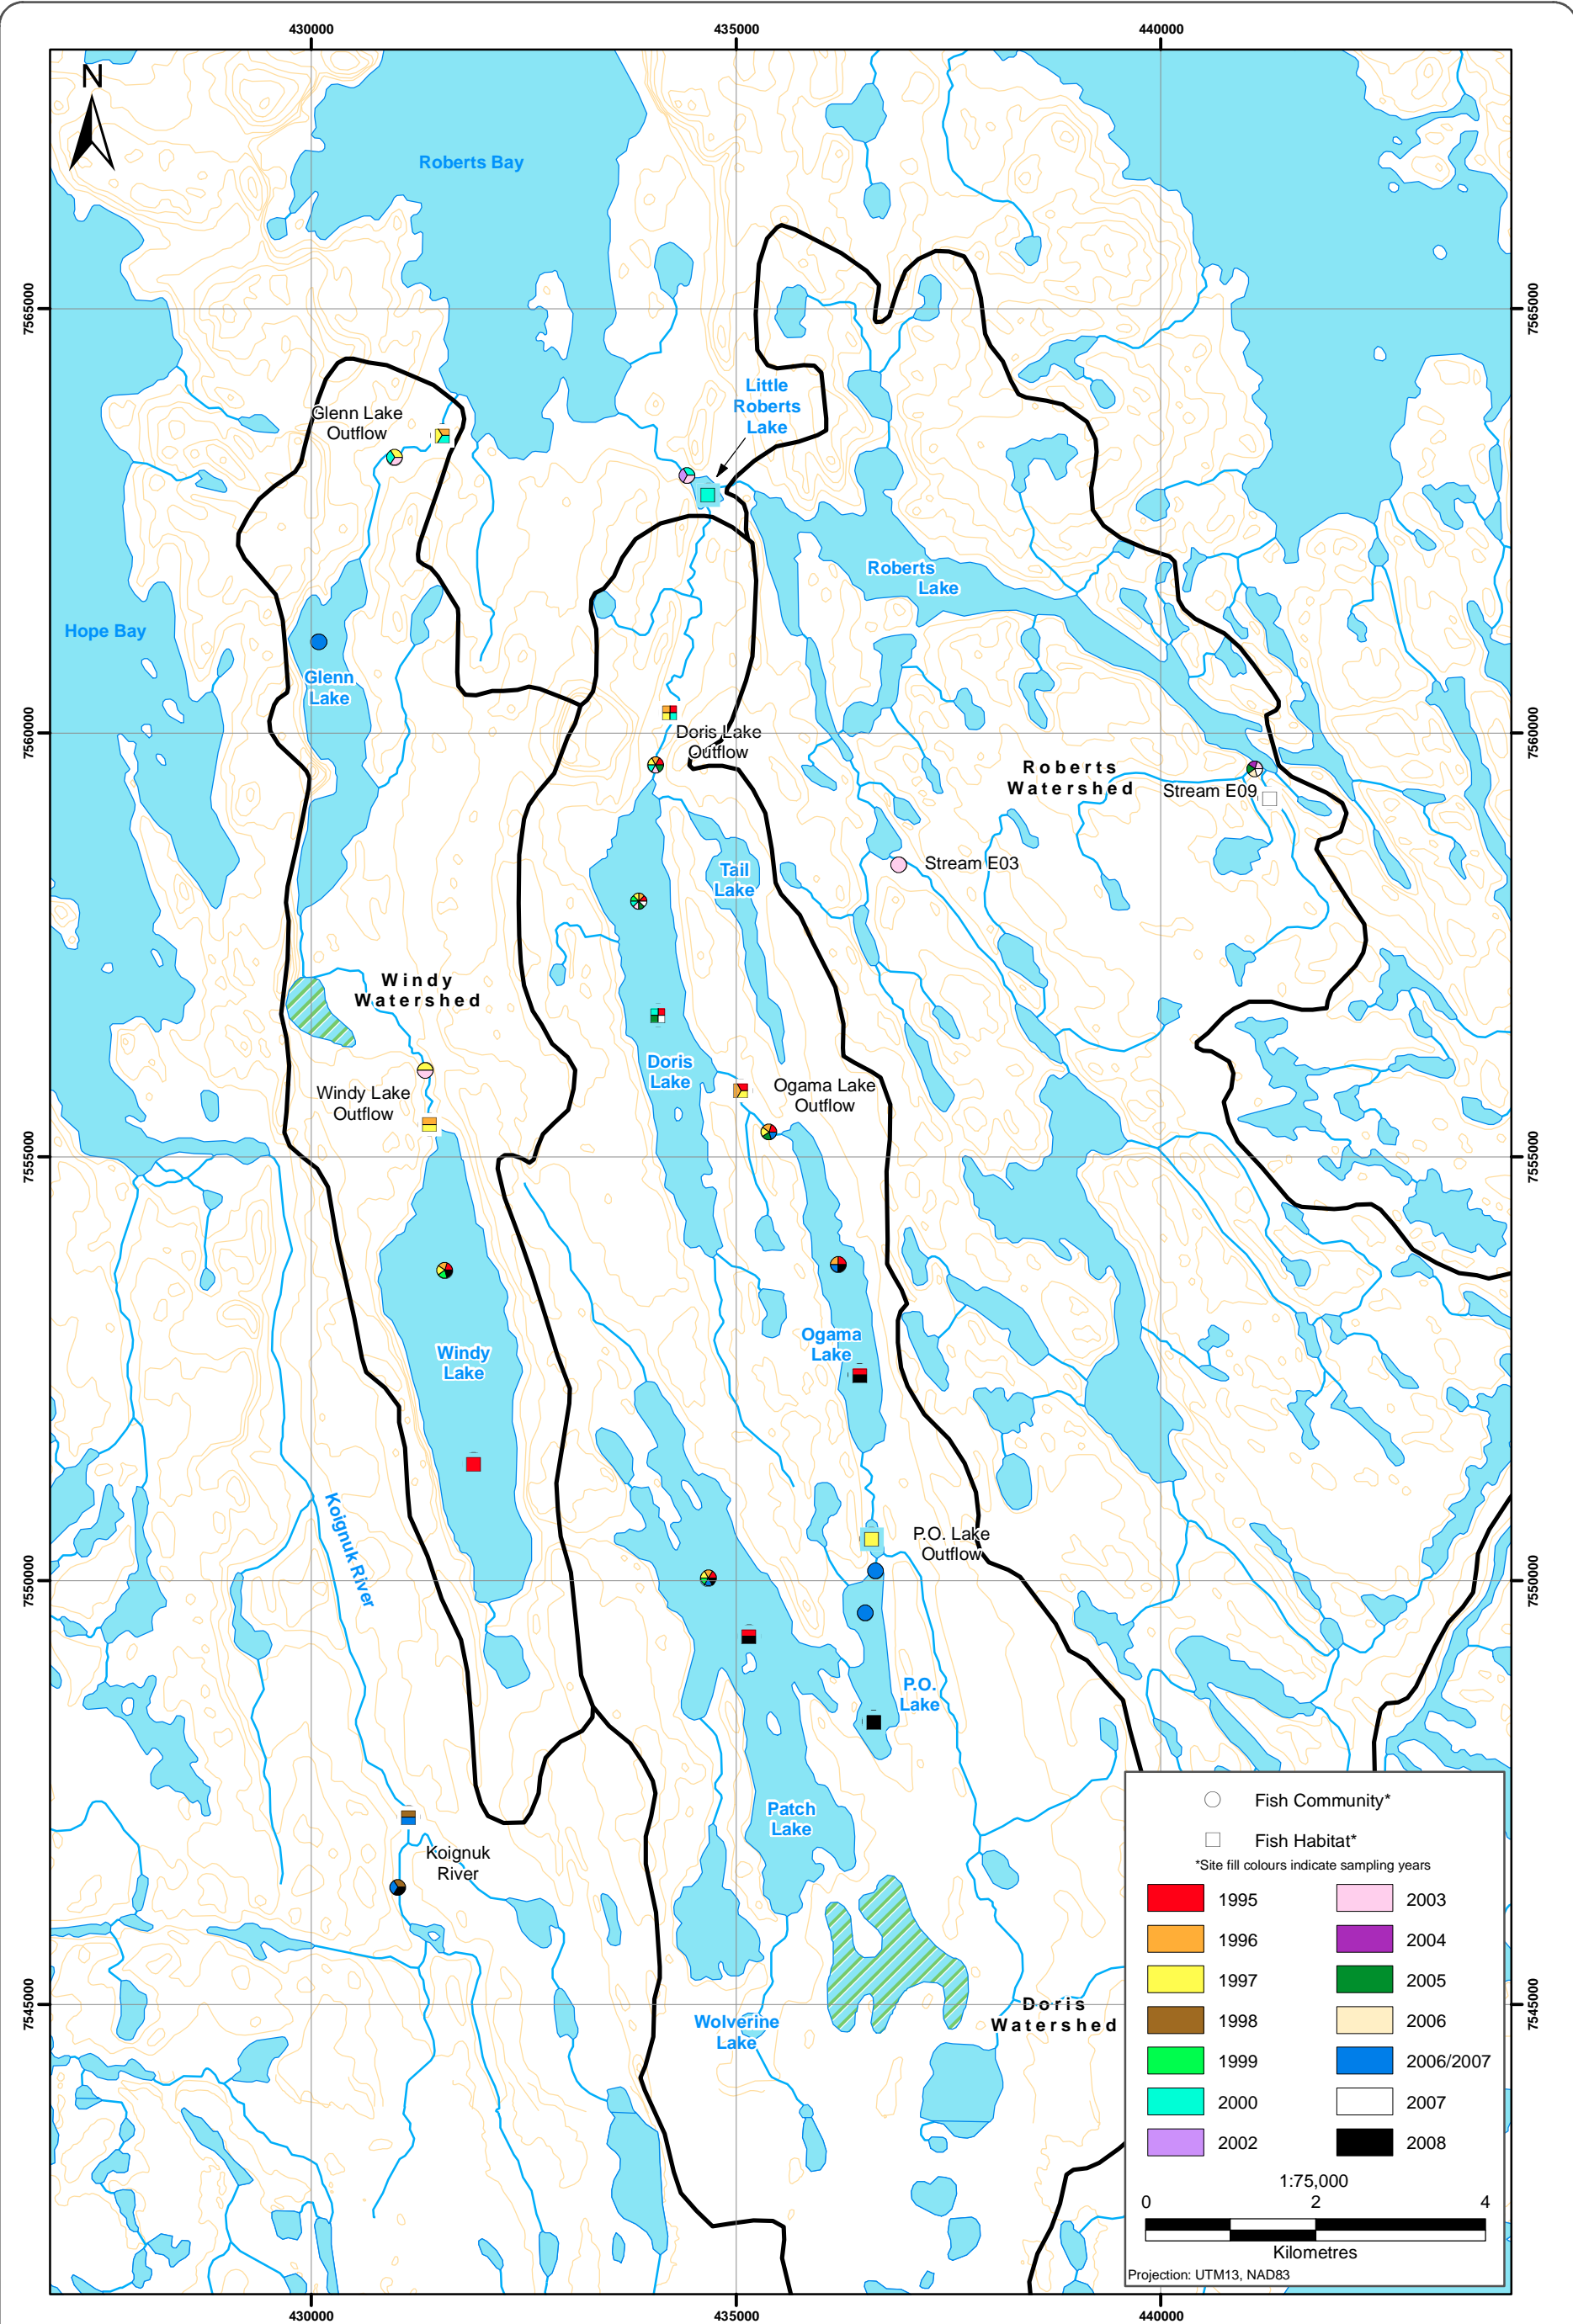 430000
435000
440000
N
Roberts Bay
7565000
7565000
Little
Roberts
Lake
Glenn Lake
Outflow
Roberts
Lake
Hope Bay
Glenn
Lake
7560000
7560000
Doris Lake
Outflow
Roberts
Watershed
Stream E09
Stream E03
Tail
Lake
Windy
Watershed
Doris
Lake
Windy Lake
Outflow
Ogama Lake
Outflow
7555000
7555000
Ogama
Lake
Windy
Lake
Koignuk River
P.O. Lake
Outflow
7550000
7550000
P.O.
Lake
Patch
Lake
Koignuk
River
7545000
7545000
Wolverine
Lake
Doris
Watershed
Fish Community*
Fish Habitat*
*Site fill colours indicate sampling years
1995
2003
1996
2004
1997
2005
1998
2006
1999
2006/2007
2000
2007
2002
2008
1:75,000
0 2 4
Kilometres
Projection: UTM13, NAD83
430000
435000
440000